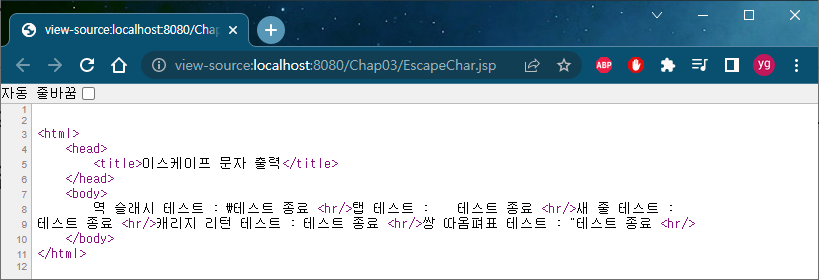 view-source:localhost:8080/Chap
view-source:localhost:8080/Chap03/EscapeChar.jsp
ABP
yg
자동 줄바꿈
1
2
3 <html>
4 <head>
5 <title>이스케이프 문자 출력</title>
6 </head>
7 <body>
8 역 슬래시 테스트 : ₩테스트 종료 <hr/>탭 테스트 : 테스트 종료 <hr/>새 줄 테스트 :
9 테스트 종료 <hr/>캐리지 리턴 테스트 : 테스트 종료 <hr/>쌍 따옴펴표 테스트 : "테스트 종료 <hr/>
10 </body>
11 </html>
12